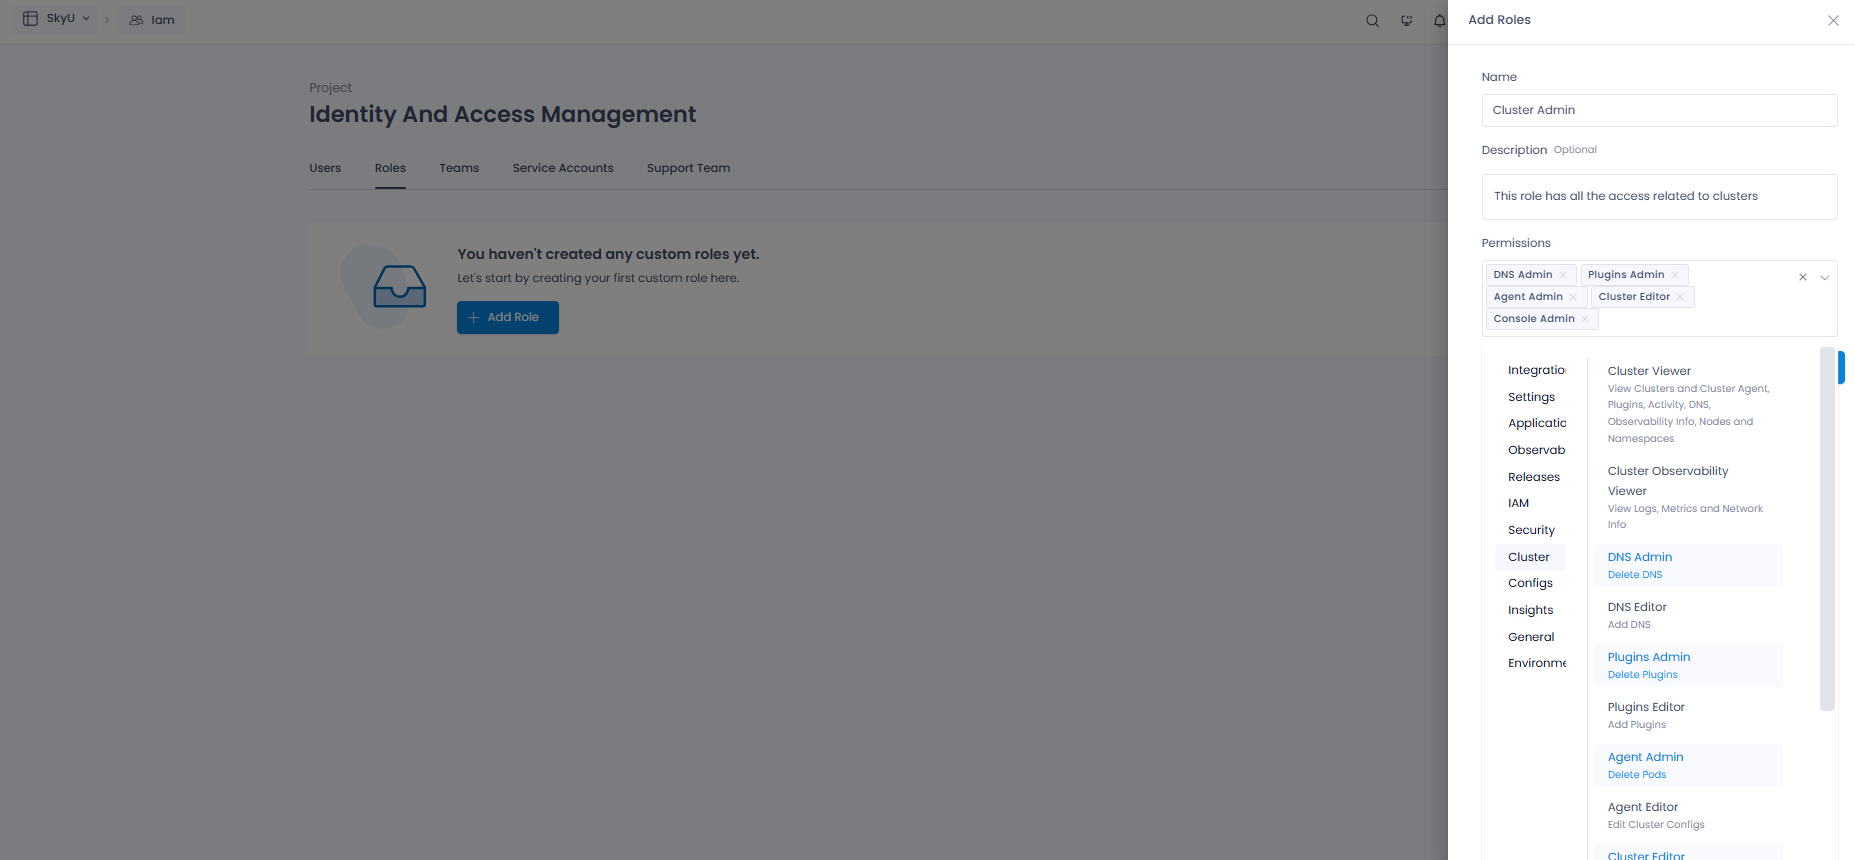 SkyU
Iam
Add Roles
Project
Identity And Access Management
Users Roles Teams Service Accounts Support Team
You haven't created any custom roles yet.
Let's start by creating your first custom role here.
Add Role
Name
Cluster Admin
Description Optional
This role has all the access related to clusters
Permissions
DNS Admin Plugins Admin
Agent Admin Cluster Editor
Console Admin
Integratio
Settings
Applicatio
Observab
Releases
IAM
Security
Cluster
Configs
Insights
General
Environme
Cluster Viewer
View Clusters and Cluster Agent,
Plugins, Activity, DNS,
Observability Info, Nodes and
Namespaces
Cluster Observability
Viewer
View Logs, Metrics and Network
Info
DNS Admin
Delete DNS
DNS Editor
Add DNS
Plugins Admin
Delete Plugins
Plugins Editor
Add Plugins
Agent Admin
Delete Pods
Agent Editor
Edit Cluster Configs
Cluster Editor